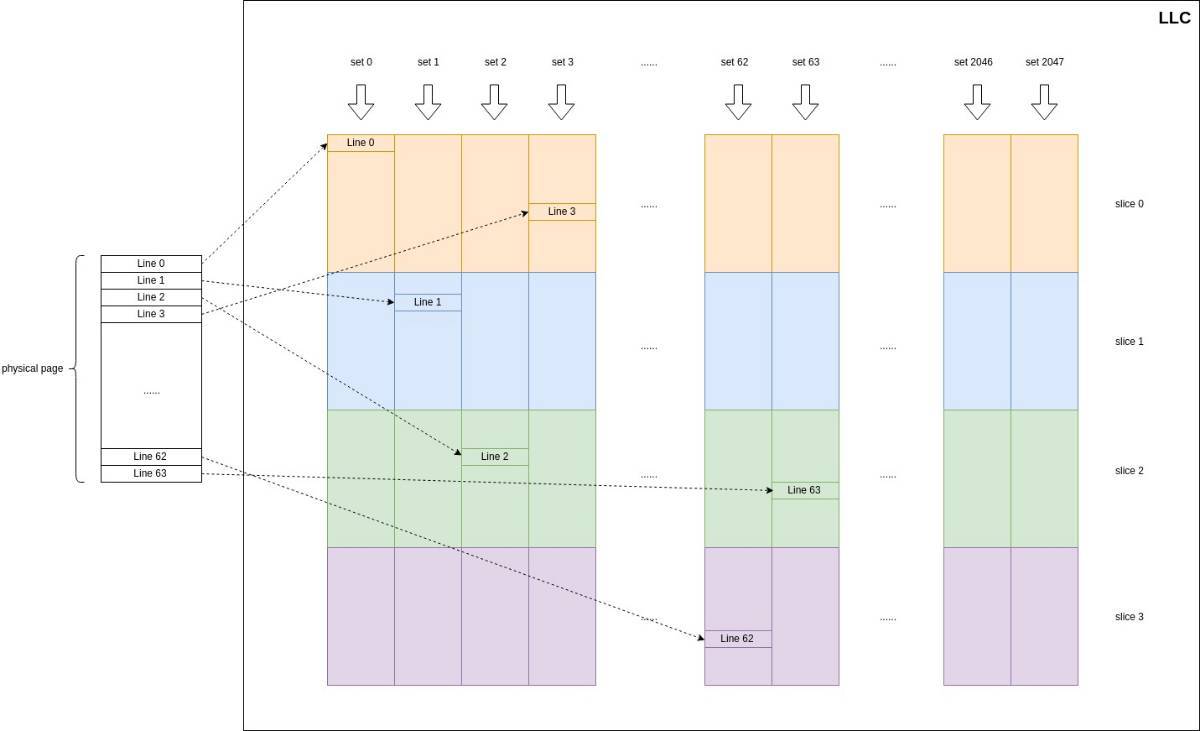 LLC
set 0 set 1 set 2 set 3 ...... set 62 set 63 ...... set 2046 set 2047
Line 0
...... ...... slice 0
Line 3
Line 0
Line 1
Line 2
Line 3
Line 1
...... ...... slice 1
physical page
......
Line 62
Line 63
Line 2
...... ...... slice 2
Line 63
...... ...... slice 3
Line 62